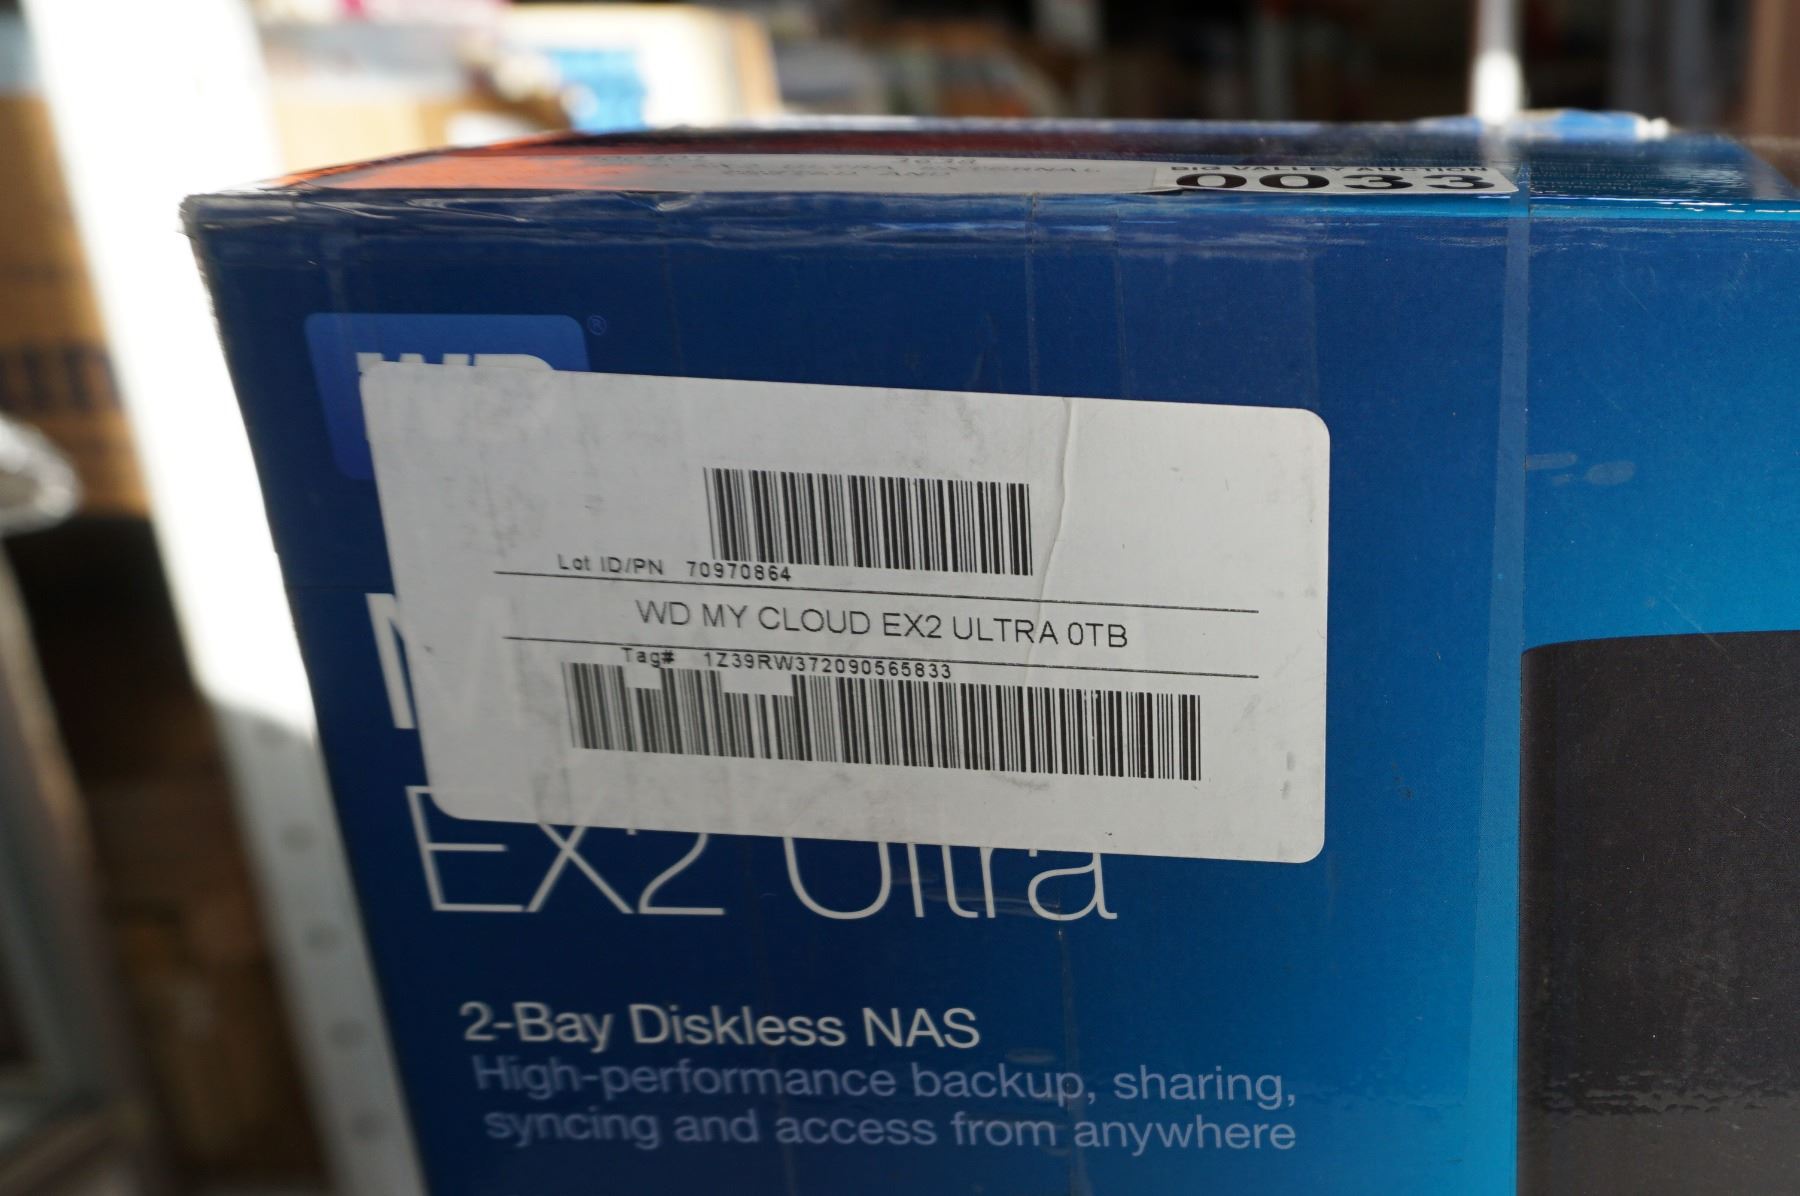 BIG VALLEY AUCTION
0033
WD
®
Lot ID/PN 70970864
WD MY CLOUD EX2 ULTRA 0TB
Tag# 1Z39RW372090565833
EX2 Ultra
2-Bay Diskless NAS
High-performance backup, sharing,
syncing and access from anywhere